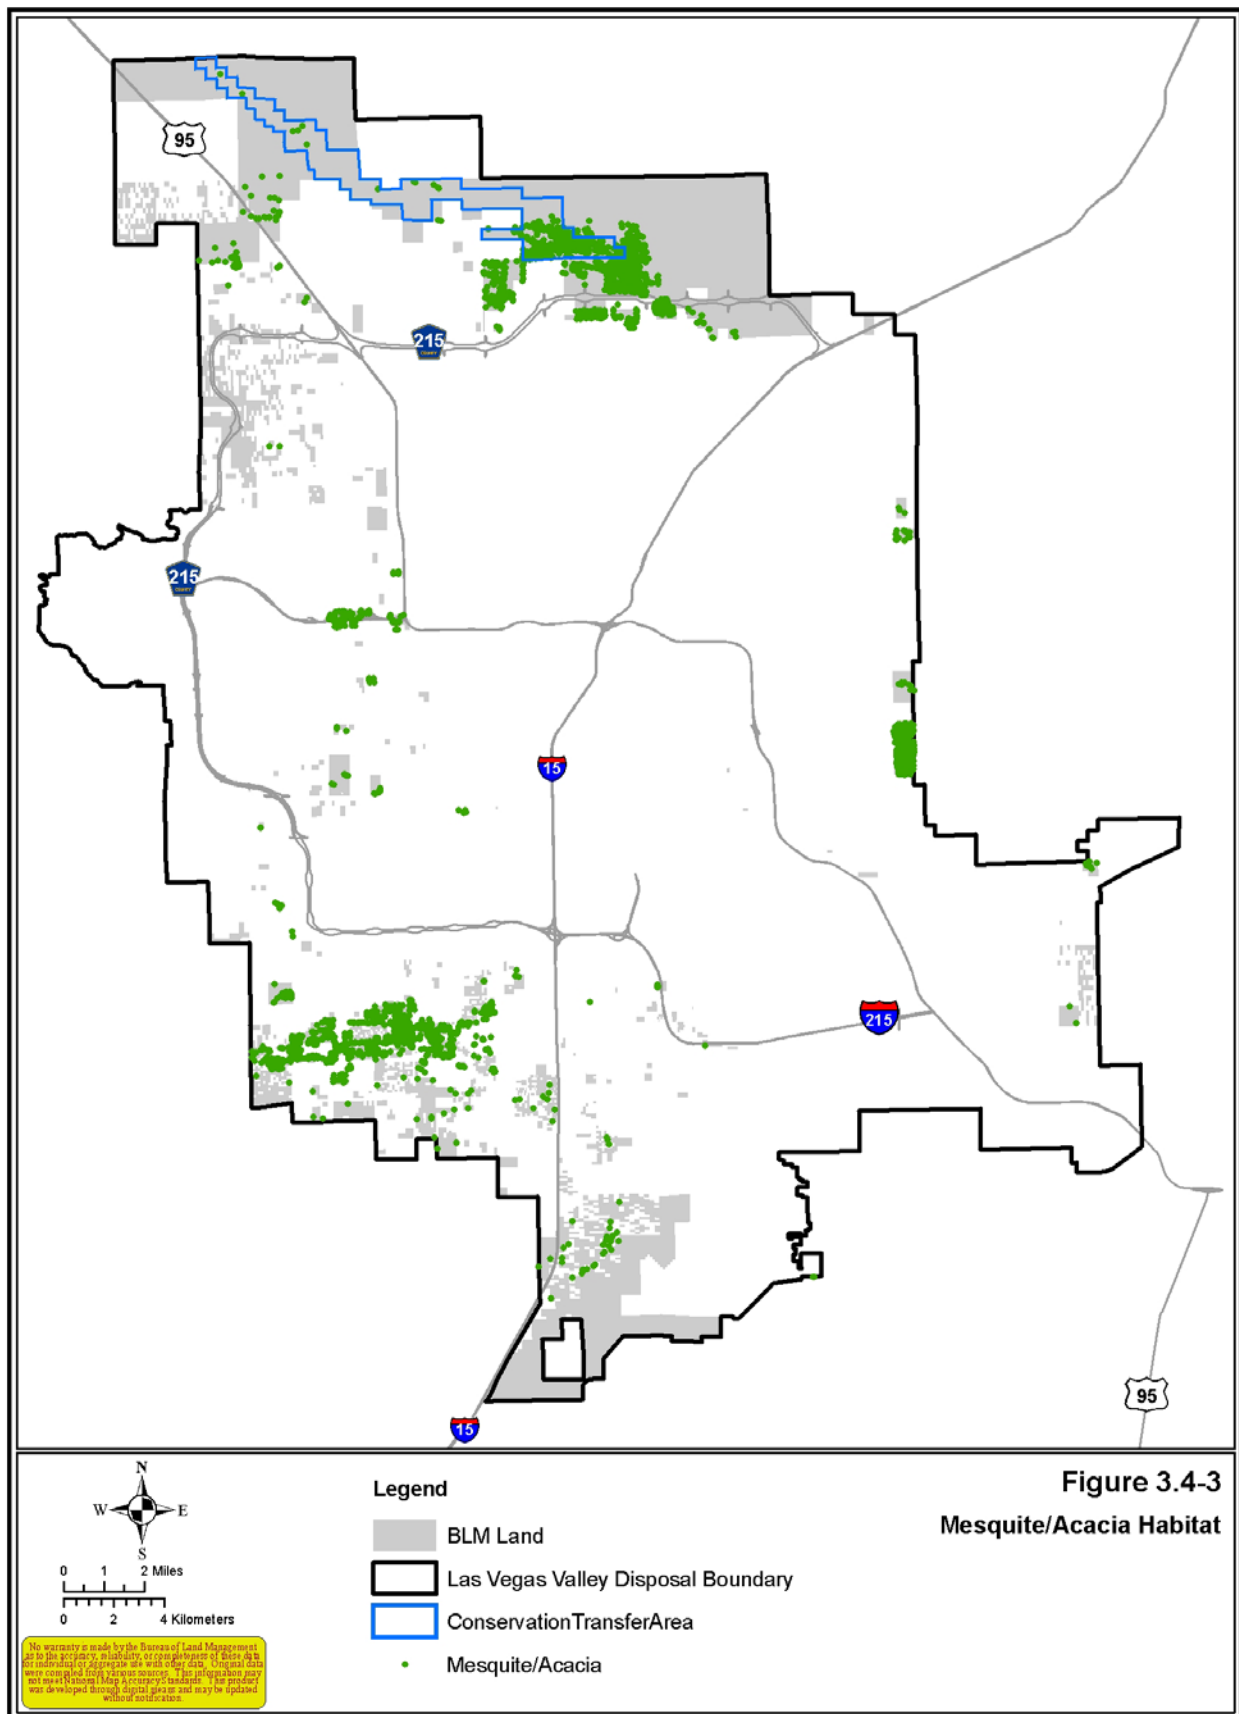 95
215
COUNTY
215
COUNTY
15
215
95
15
Figure 3.4-3
Mesquite/Acacia Habitat
N
W
E
S
0 1 2 Miles
0 2 4 Kilometers
Legend
BLM Land
Las Vegas Valley Disposal Boundary
ConservationTransferArea
Mesquite/Acacia
No warranty is made by the Bureau of Land Management
as to the accuracy, reliability, or completeness of these data
for individual or aggregate use with other data. Original data
were compiled from various sources. This information may
not meet National Map Accuracy Standards. This product
was developed through digital means and may be updated
without notification.